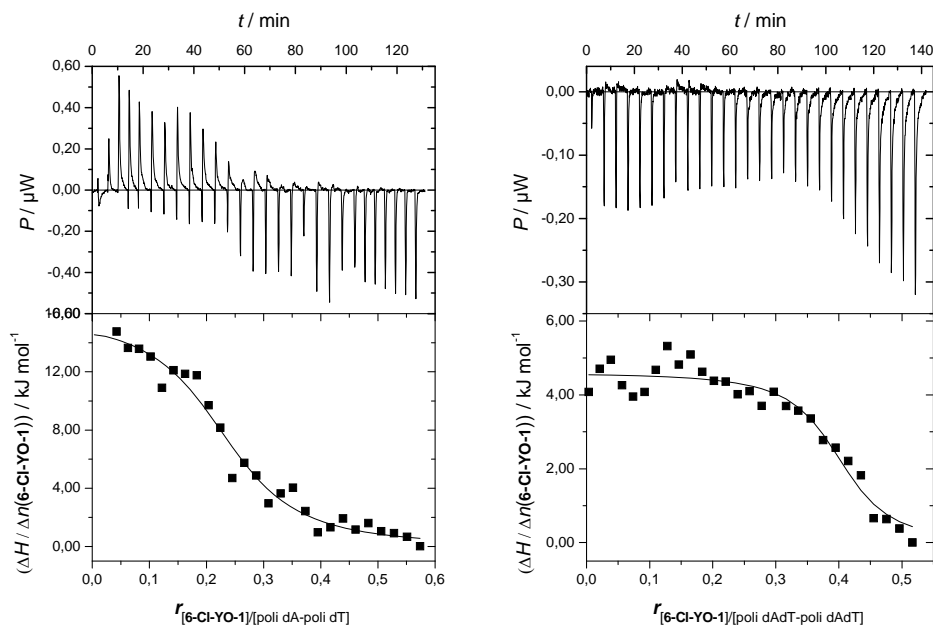 t / min
0 20 40 60 80 100 120
0,60
0,40
0,20
0,00
-0,20
-0,40
P / µW
16,00
12,00
8,00
4,00
0,00
(ΔH / Δn(6-Cl-YO-1)) / kJ mol⁻¹
0,0 0,1 0,2 0,3 0,4 0,5 0,6
r[6-Cl-YO-1]/[poli dA-poli dT]
t / min
0 20 40 60 80 100 120 140
0,00
-0,10
-0,20
-0,30
P / µW
6,00
4,00
2,00
0,00
(ΔH / Δn(6-Cl-YO-1)) / kJ mol⁻¹
0,0 0,1 0,2 0,3 0,4 0,5
r[6-Cl-YO-1]/[poli dAdT-poli dAdT]